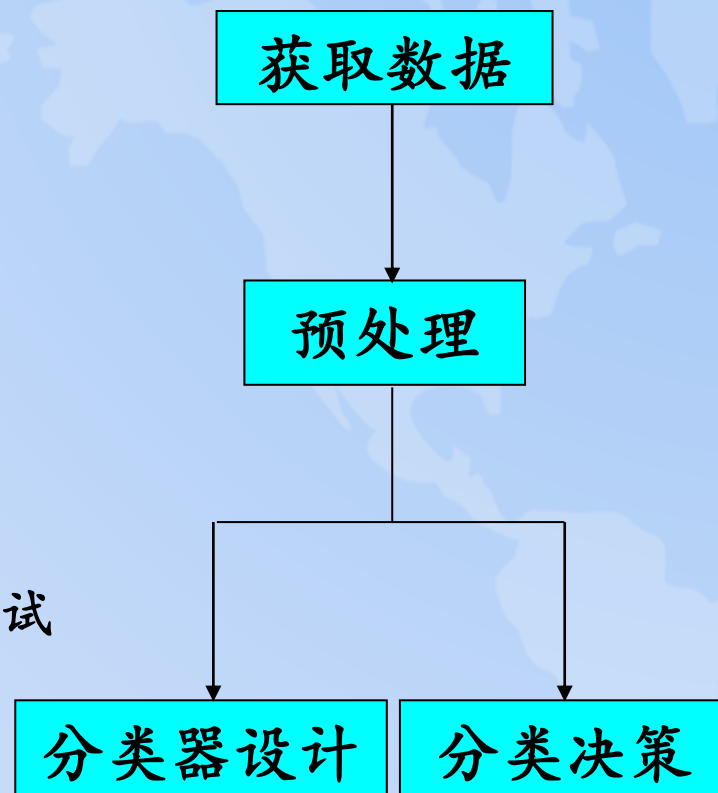 获取数据
预处理
试
分类器设计
分类决策